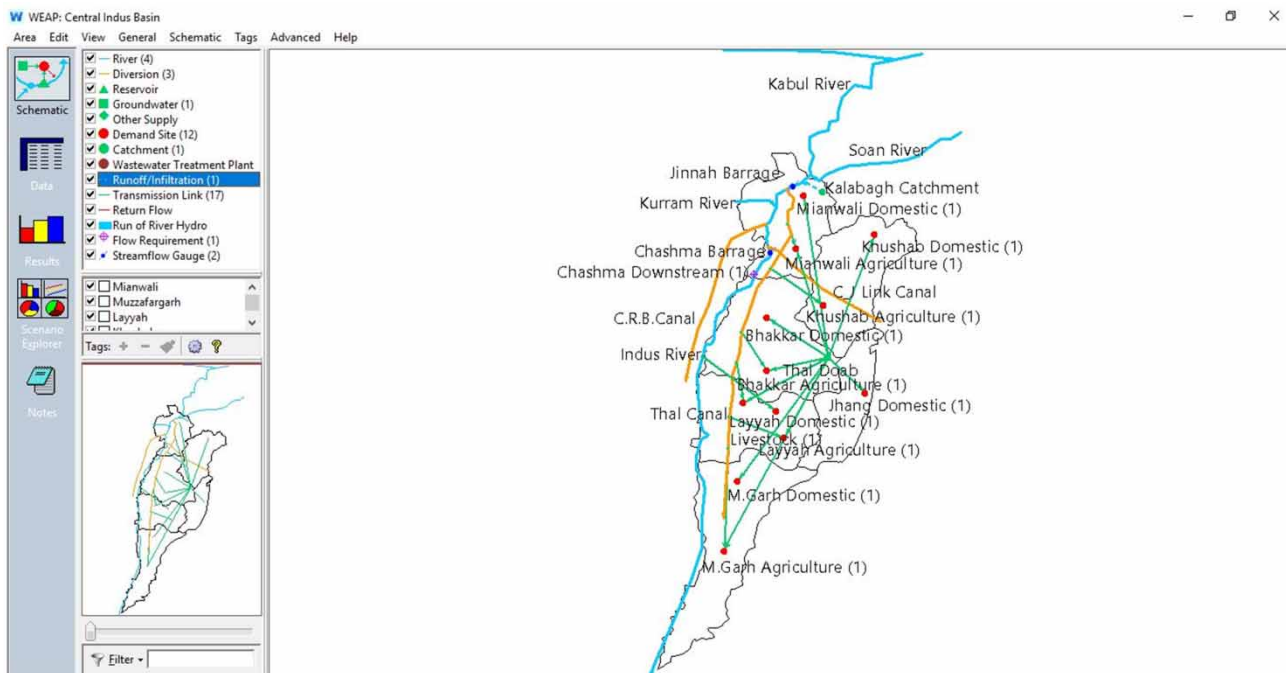 WEAP: Central Indus Basin
Area Edit View General Schematic Tags Advanced Help
Schematic
Data
Results
Scenario
Explorer
Notes
River (4)
Diversion (3)
Reservoir
Groundwater (1)
Other Supply
Demand Site (12)
Catchment (1)
Wastewater Treatment Plant
Runoff/Infiltration (1)
Transmission Link (17)
Return Flow
Run of River Hydro
Flow Requirement (1)
Streamflow Gauge (2)
Mianwali
Muzzafargarh
Layyah
Tags:
Filter
Kabul River
Soan River
Jinnah Barrage
Kalabagh Catchment
Kurram River
Mianwali Domestic (1)
Khushab Domestic (1)
Chashma Barrage
Mianwali Agriculture (1)
Chashma Downstream (1)
C.J Link Canal
C.R.B.Canal
Khushab Agriculture (1)
Bhakkar Domestic (1)
Indus River
Thal Doab
Bhakkar Agriculture (1)
Jhang Domestic (1)
Thal Canal
Layyah Domestic (1)
Livestock (1)
Layyah Agriculture (1)
M.Garh Domestic (1)
M.Garh Agriculture (1)